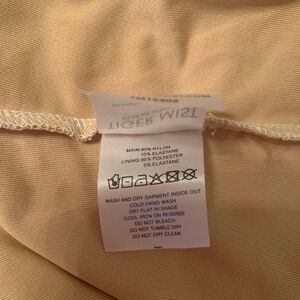 TIGER MIST
MAIN:90% NYLON
10% ELASTANE
LINING:95% POLYESTER
5% ELASTANE
WASH AND DRY GARMENT INSIDE OUT
COLD HAND WASH
DRY FLAT IN SHADE
COOL IRON ON REVERSE
DO NOT BLEACH
DO NOT TUMBLE DRY
DO NOT DRY CLEAN